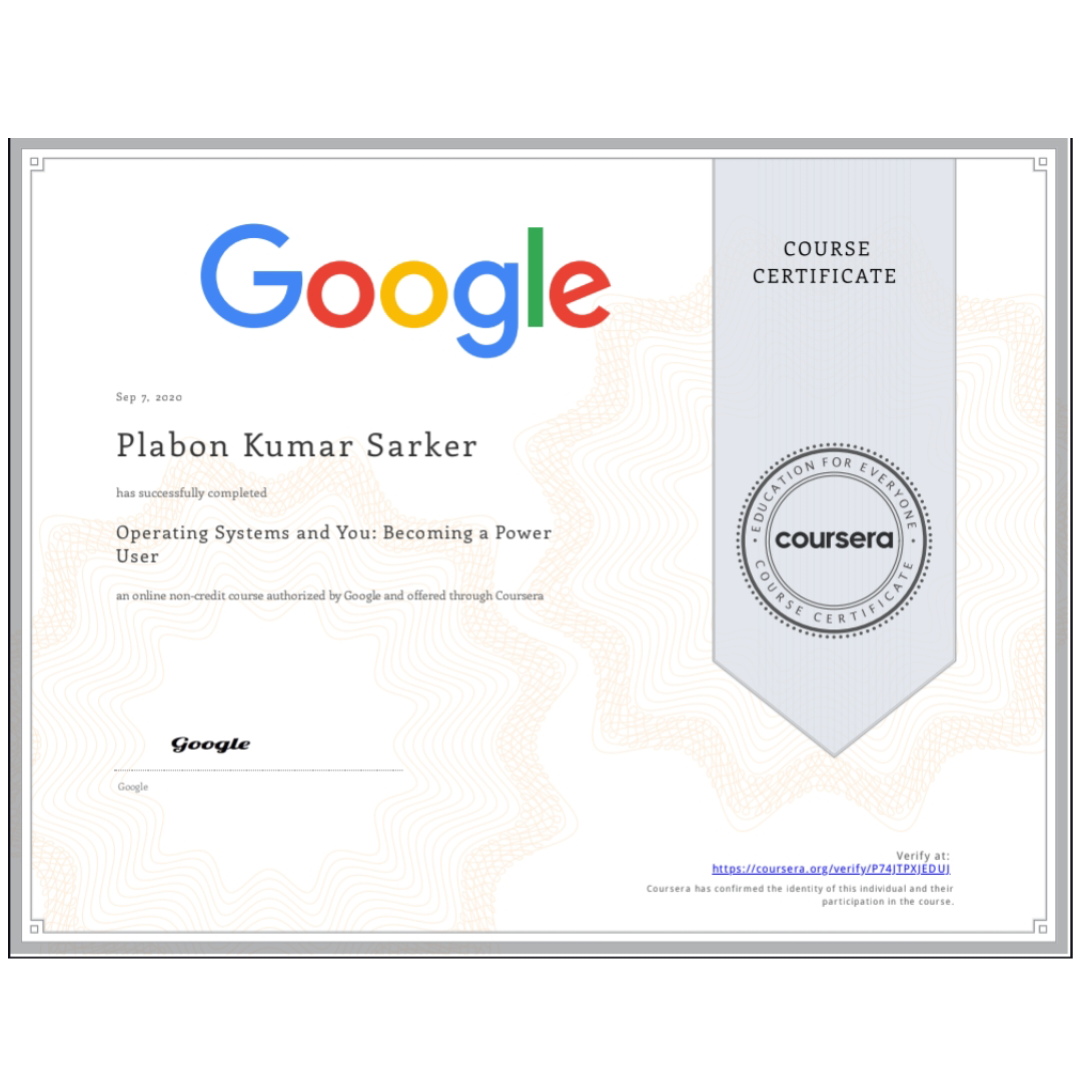 Google
COURSE
CERTIFICATE
Sep 7, 2020
Plabon Kumar Sarker
has successfully completed
Operating Systems and You: Becoming a Power
User
an online non-credit course authorized by Google and offered through Coursera
EDUCATION FOR EVERYONE
coursera
COURSE CERTIFICATE
Google
Google
Verify at:
https://coursera.org/verify/P74JTPXJEDUJ
Coursera has confirmed the identity of this individual and their
participation in the course.